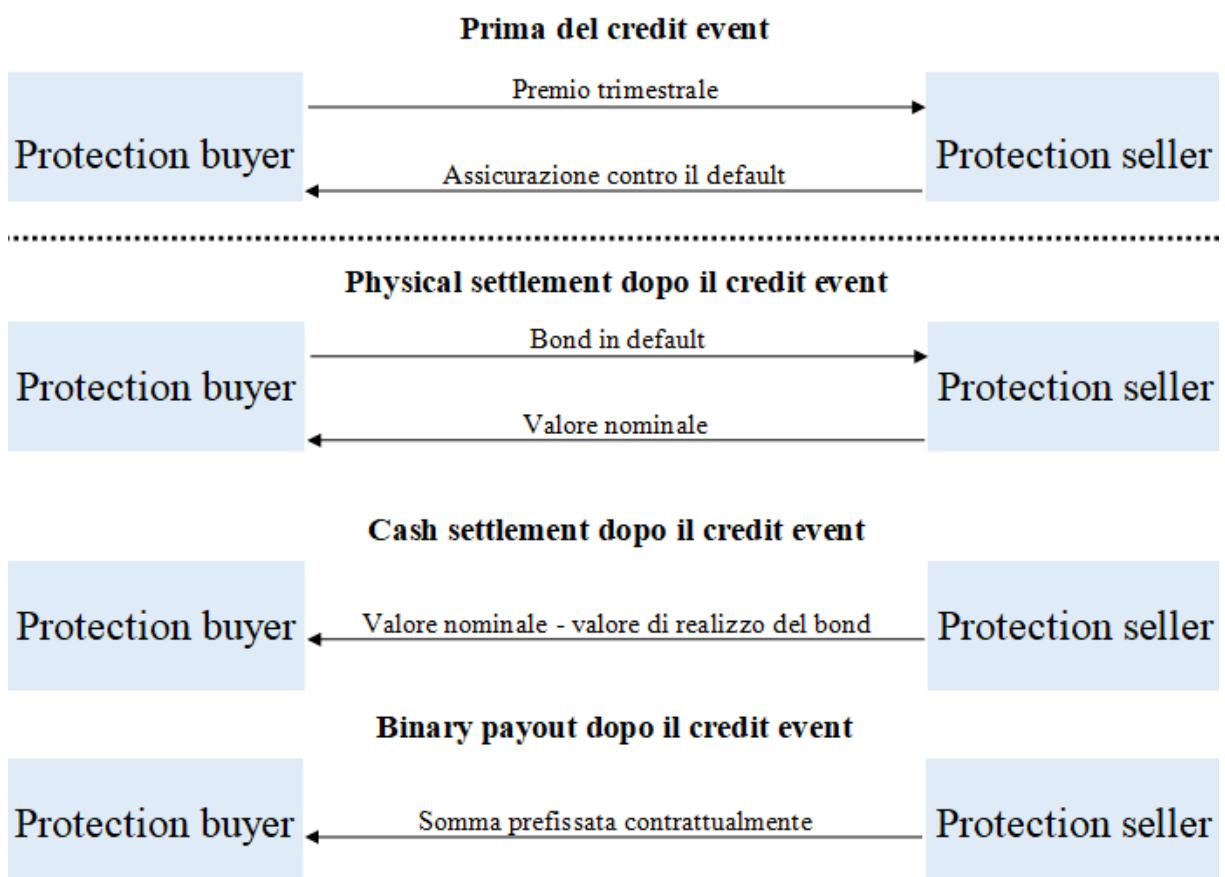 Prima del credit event
Premio trimestrale
Protection buyer
Protection seller
Assicurazione contro il default
Physical settlement dopo il credit event
Bond in default
Protection buyer
Protection seller
Valore nominale
Cash settlement dopo il credit event
Protection buyer
Valore nominale - valore di realizzo del bond
Protection seller
Binary payout dopo il credit event
Protection buyer
Somma prefissata contrattualmente
Protection seller